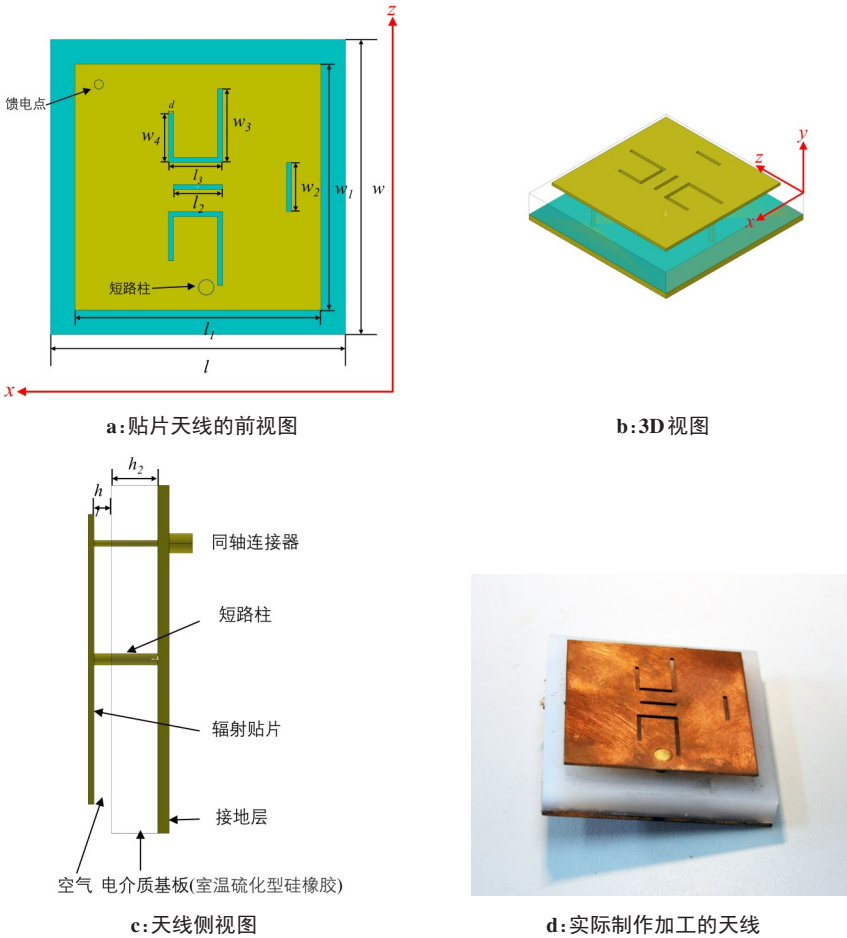 z
馈电点
d
w4
w3
l3
w2
w1
w
l2
短路柱
l1
l
x
a:贴片天线的前视图
y
z
x
b:3D视图
h2
h
同轴连接器
短路柱
辐射贴片
接地层
空气 电介质基板(室温硫化型硅橡胶)
c:天线侧视图
d:实际制作加工的天线